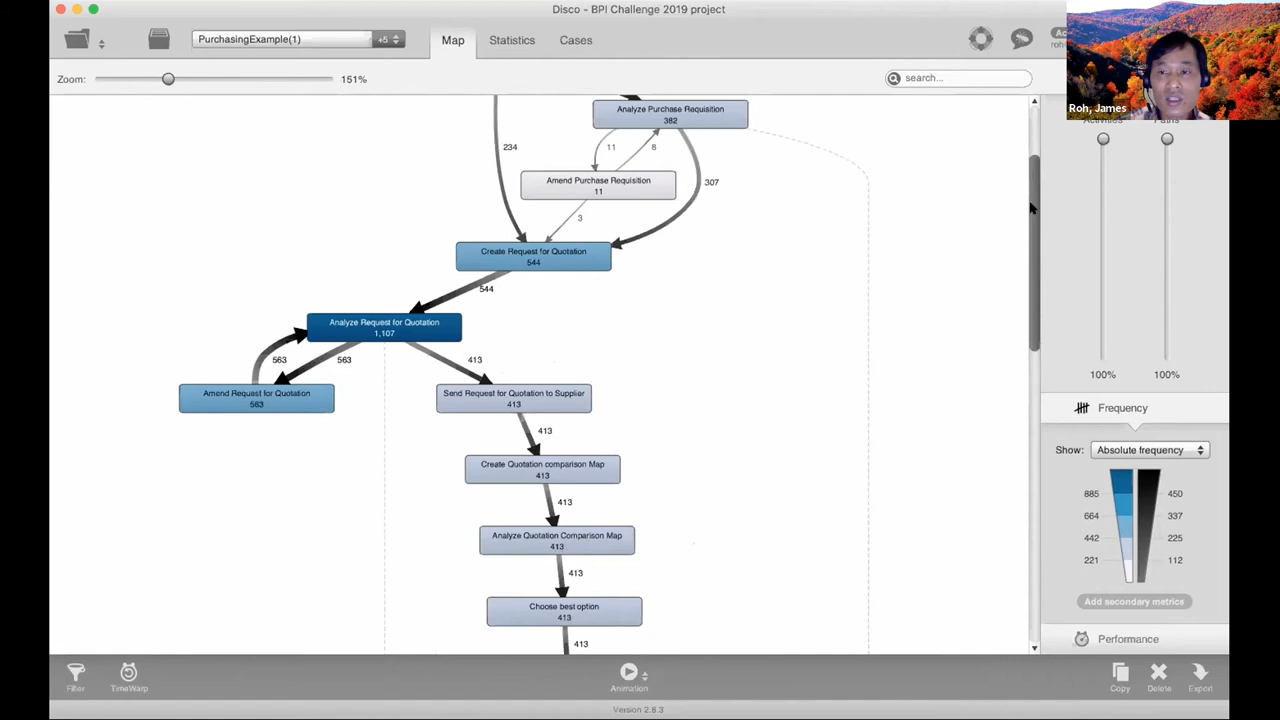 Disco - BPI Challenge 2019 project
PurchasingExample(1)
+5
Map
Statistics
Cases
Zoom:
151%
search...
Roh, James
100%
100%
Frequency
Show:
Absolute frequency
885
450
664
337
442
225
221
112
Add secondary metrics
Performance
Analyze Purchase Requisition
382
234
11
8
307
Amend Purchase Requisition
11
3
Create Request for Quotation
544
544
Analyze Request for Quotation
1,107
563
563
413
Amend Request for Quotation
563
Send Request for Quotation to Supplier
413
413
Create Quotation comparison Map
413
413
Analyze Quotation Comparison Map
413
413
Choose best option
413
413
Filter
TimeWarp
Animation
Copy
Delete
Export
Version 2.8.3